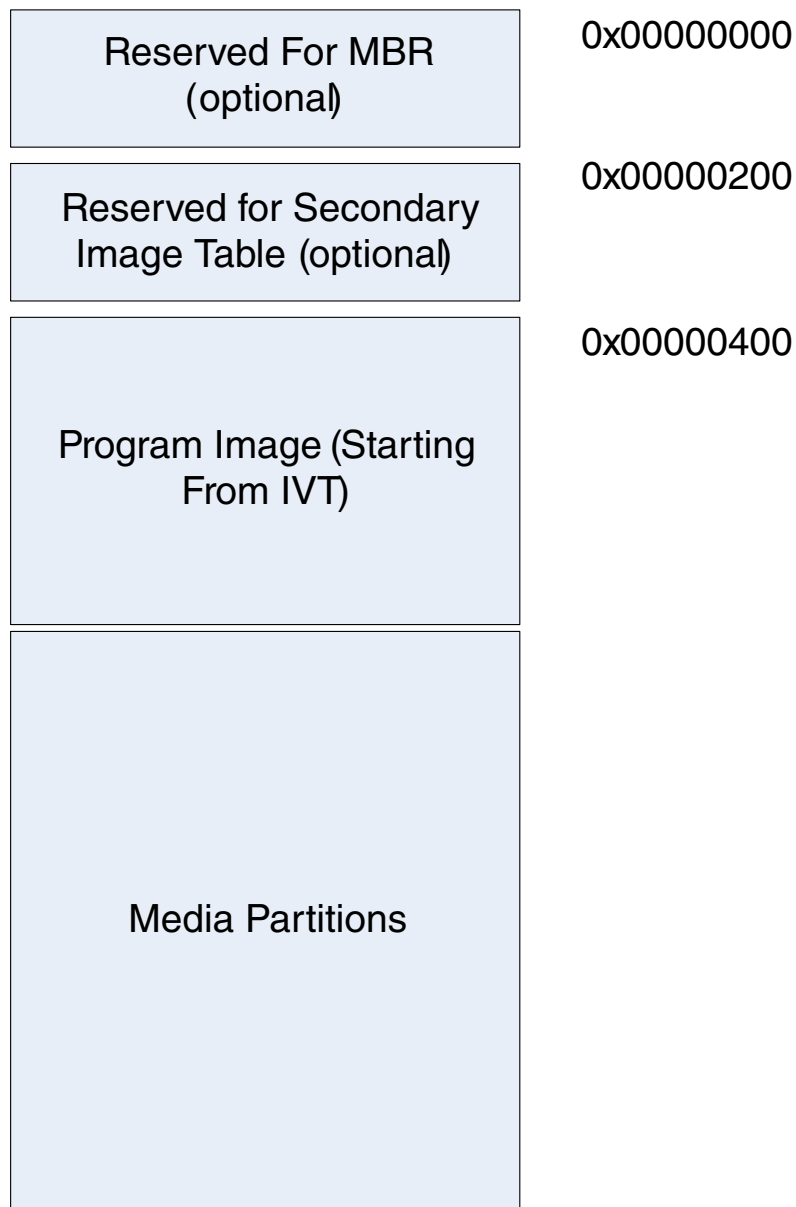 Reserved For MBR
(optional)
0x00000000
Reserved for Secondary
Image Table (optional)
0x00000200
Program Image (Starting
From IVT)
0x00000400
Media Partitions